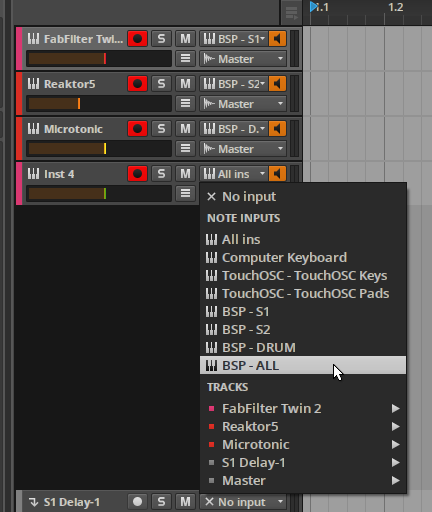 1.1
1.2
FabFilter Twi... S M BSP - S1
Master
Reaktor5 S M BSP - S2
Master
Microtonic S M BSP - D.
Master
Inst 4 S M All ins
No input
NOTE INPUTS
All ins
Computer Keyboard
TouchOSC - TouchOSC Keys
TouchOSC - TouchOSC Pads
BSP - S1
BSP - S2
BSP - DRUM
BSP - ALL
TRACKS
FabFilter Twin 2
Reaktor5
Microtonic
S1 Delay-1
Master
S1 Delay-1 S M No input